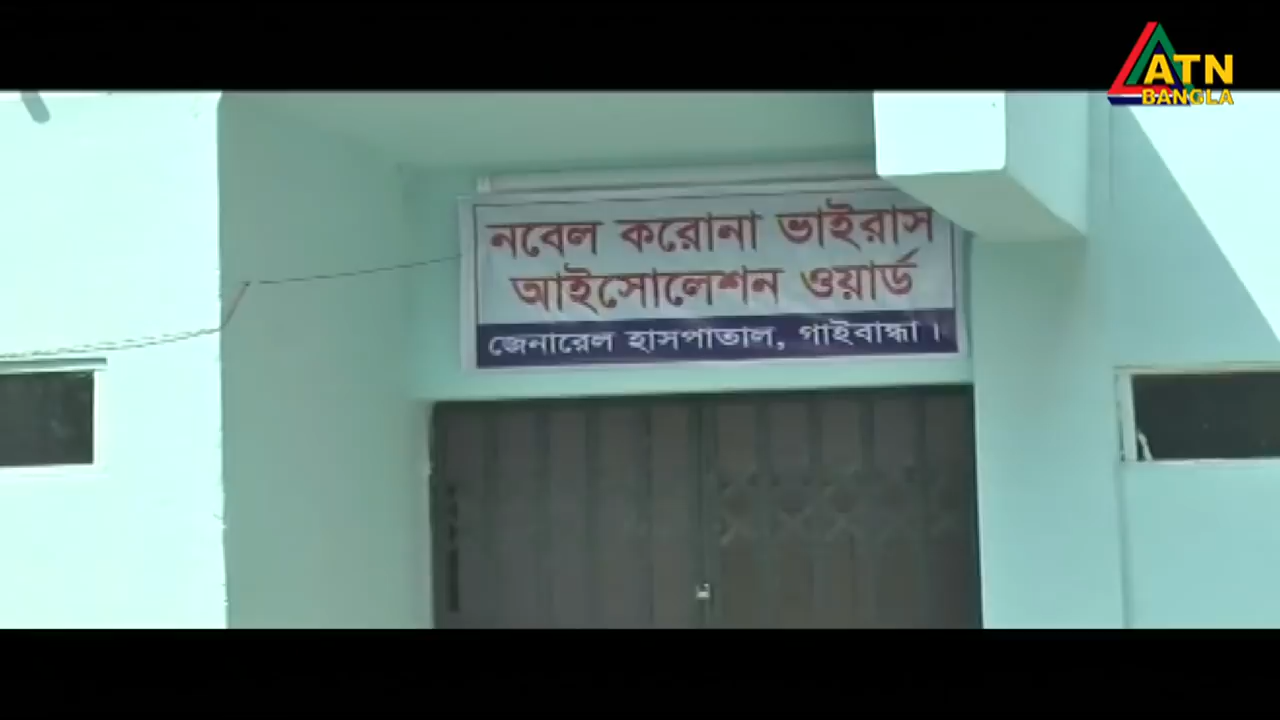 ATN
BANGLA
নবেল করোনা ভাইরাস
আইসোলেশন ওয়ার্ড
জেনারেল হাসপাতাল, গাইবান্ধা।